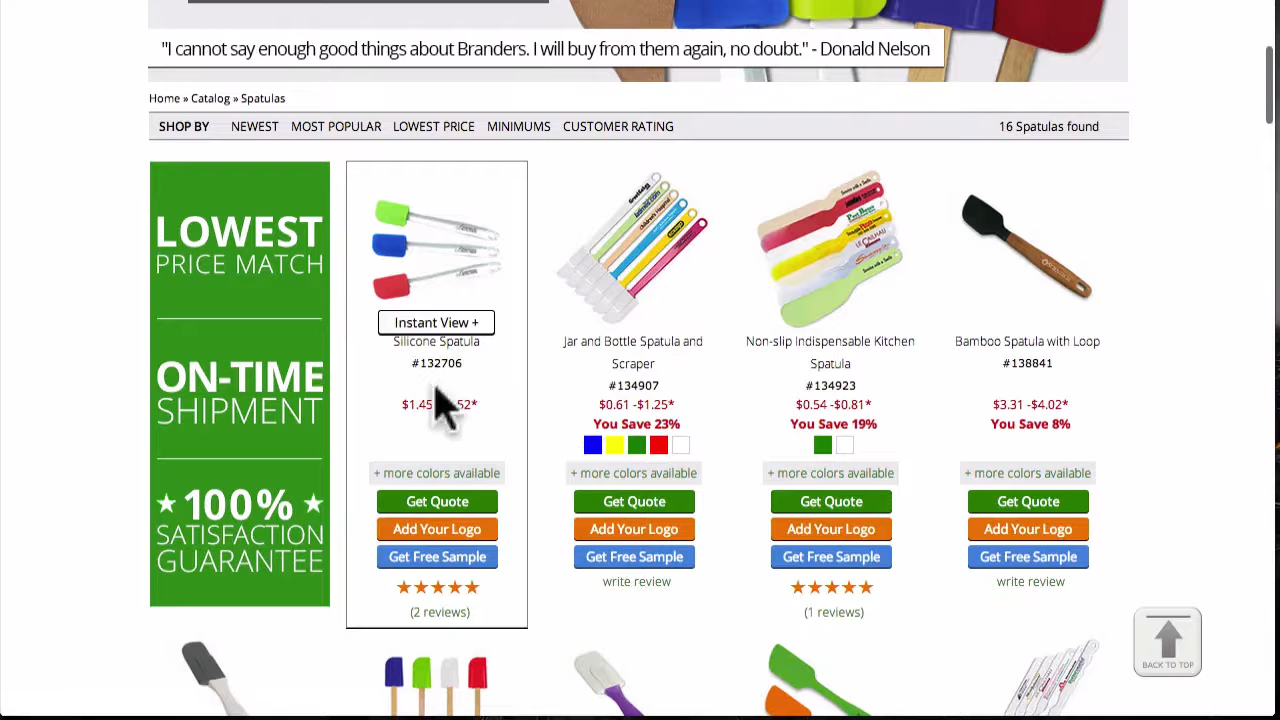 "I cannot say enough good things about Branders. I will buy from them again, no doubt." - Donald Nelson
Home » Catalog » Spatulas
SHOP BY NEWEST MOST POPULAR LOWEST PRICE MINIMUMS CUSTOMER RATING 16 Spatulas found
LOWEST
PRICE MATCH
ON-TIME
SHIPMENT
★ 100% ★
SATISFACTION
GUARANTEE
Instant View +
Silicone Spatula
#132706
$1.45 52*
+ more colors available
Get Quote
Add Your Logo
Get Free Sample
(2 reviews)
Jar and Bottle Spatula and
Scraper
#134907
$0.61 -$1.25*
You Save 23%
+ more colors available
Get Quote
Add Your Logo
Get Free Sample
write review
Non-slip Indispensable Kitchen
Spatula
#134923
$0.54 -$0.81*
You Save 19%
+ more colors available
Get Quote
Add Your Logo
Get Free Sample
(1 reviews)
Bamboo Spatula with Loop
#138841
$3.31 -$4.02*
You Save 8%
+ more colors available
Get Quote
Add Your Logo
Get Free Sample
write review
BACK TO TOP